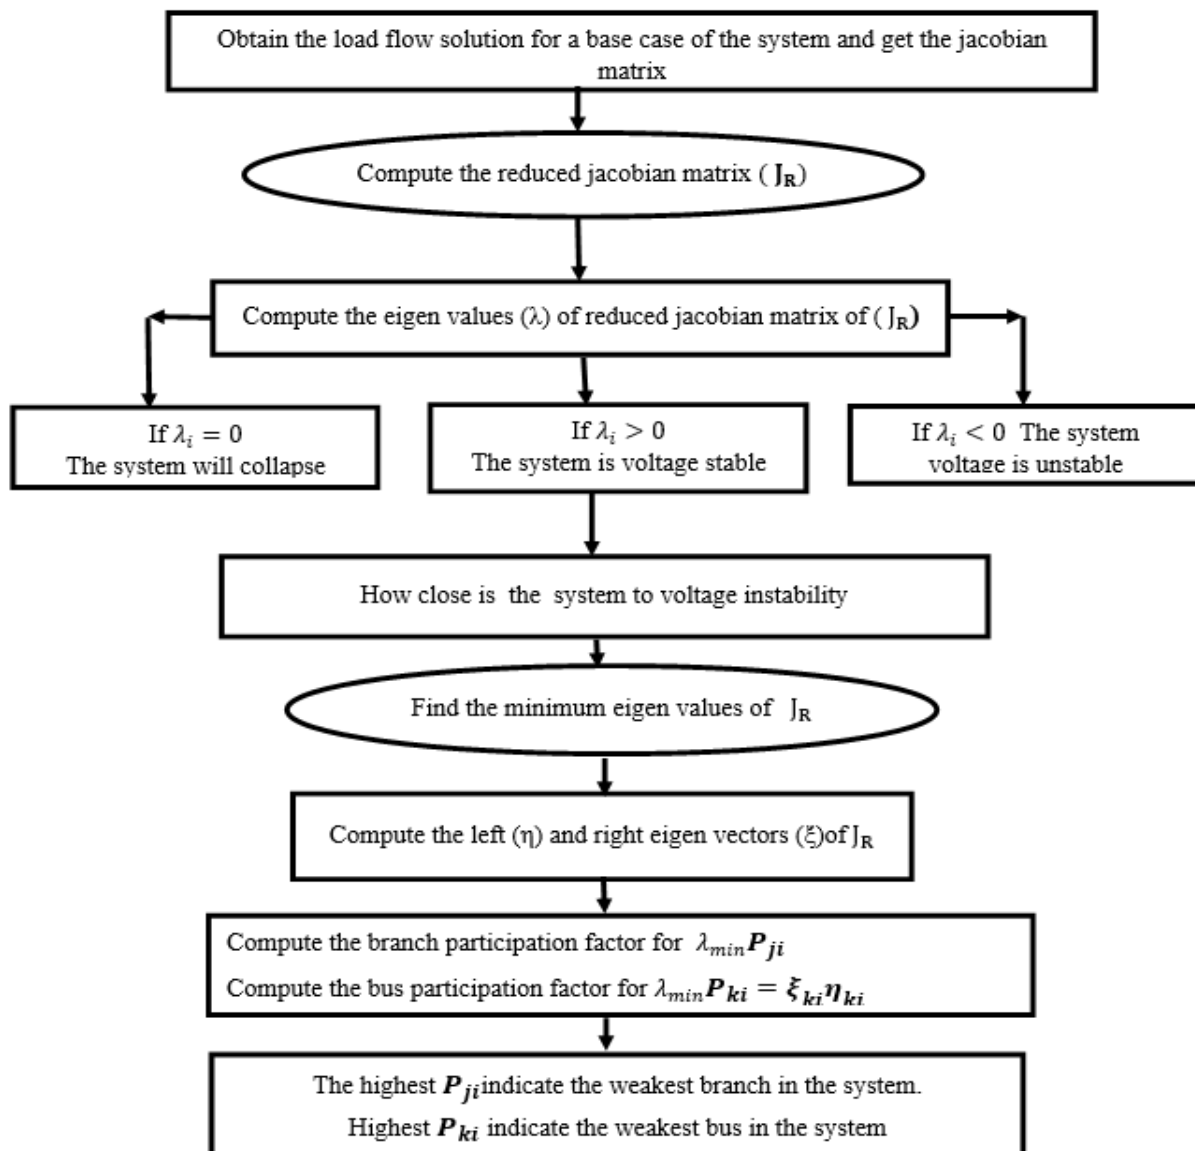 Obtain the load flow solution for a base case of the system and get the jacobian
matrix
Compute the reduced jacobian matrix ( J_R)
Compute the eigen values (λ) of reduced jacobian matrix of ( J_R)
If λ_i = 0
The system will collapse
If λ_i > 0
The system is voltage stable
If λ_i < 0 The system
voltage is unstable
How close is the system to voltage instability
Find the minimum eigen values of J_R
Compute the left (η) and right eigen vectors (ξ)of J_R
Compute the branch participation factor for λ_min P_ji
Compute the bus participation factor for λ_min P_ki = ξ_ki η_ki
The highest P_ji indicate the weakest branch in the system.
Highest P_ki indicate the weakest bus in the system